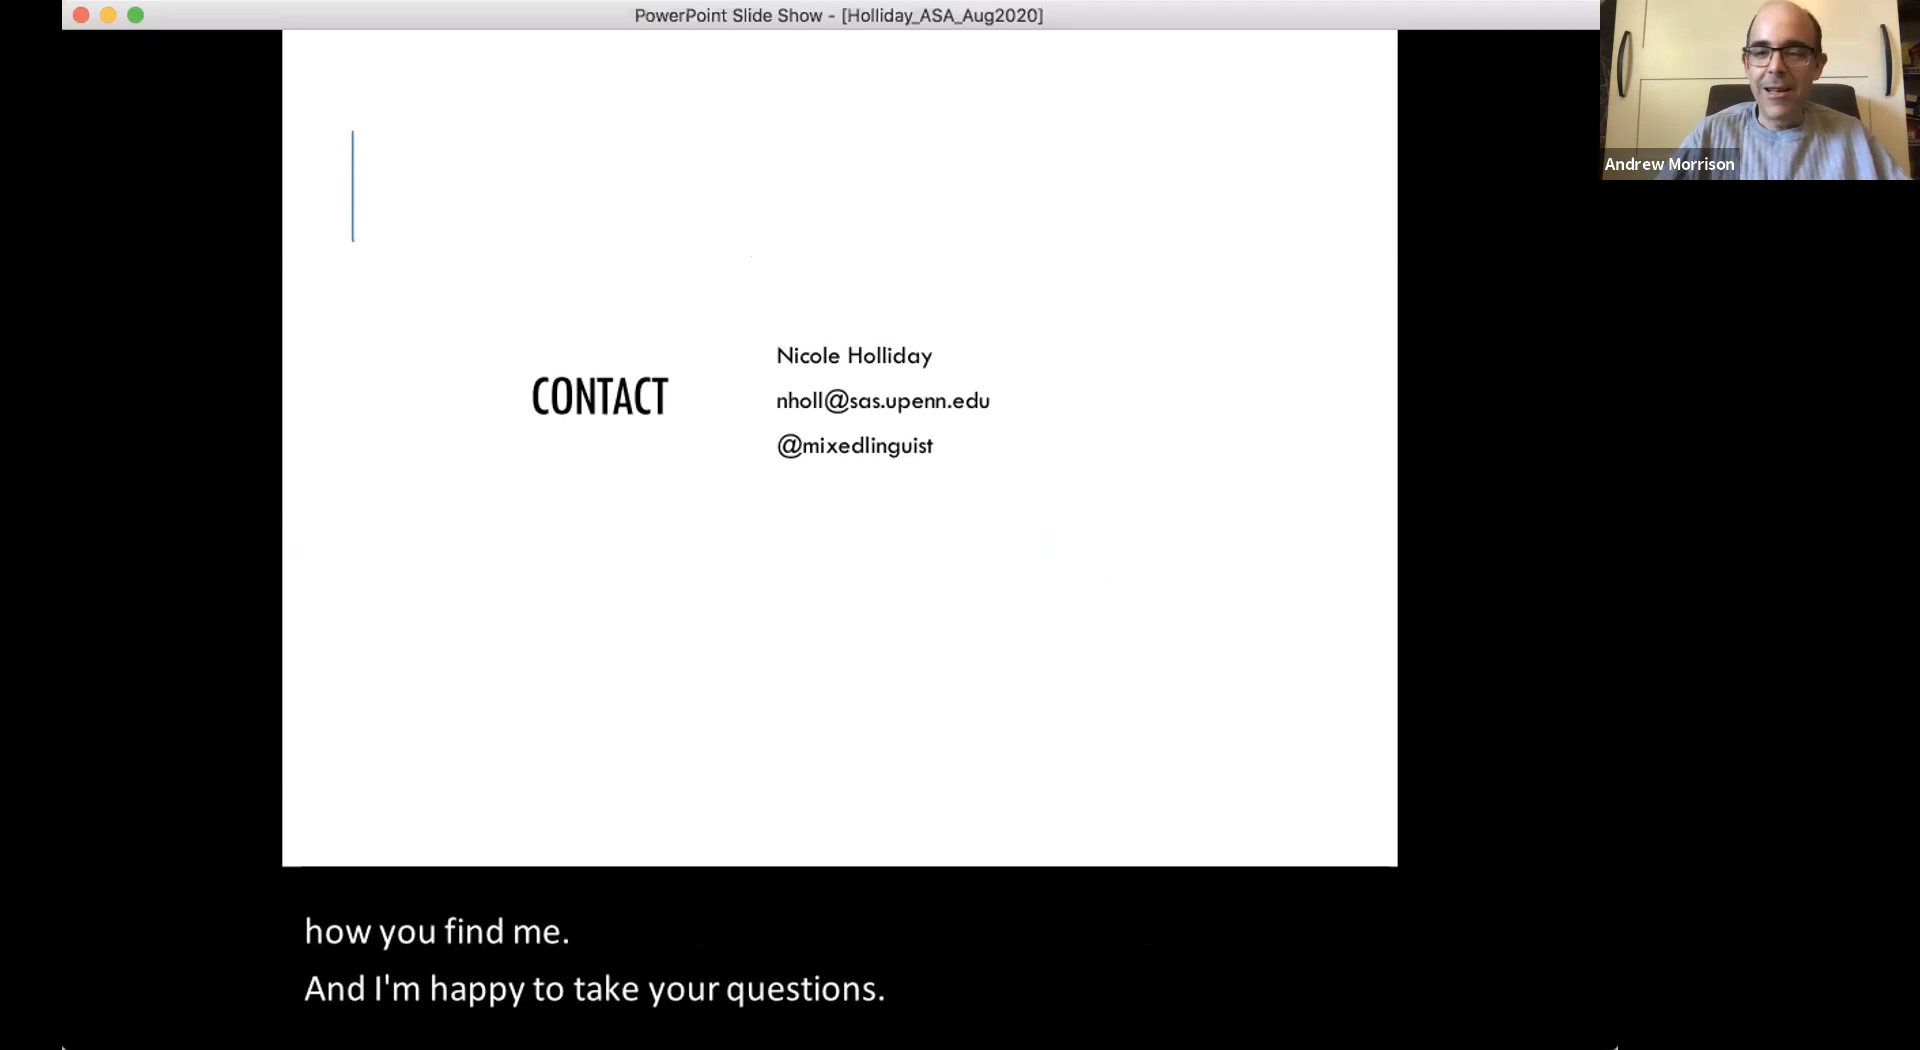 PowerPoint Slide Show - [Holliday_ASA_Aug2020]
Andrew Morrison
CONTACT
Nicole Holliday
nholl@sas.upenn.edu
@mixedlinguist
how you find me.
And I'm happy to take your questions.